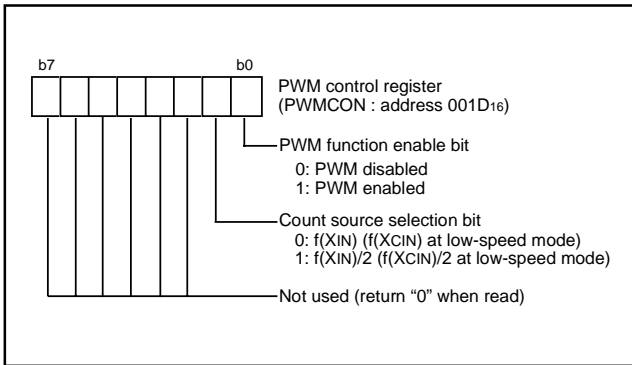 b7 b0
PWM control register
(PWMCON : address 001D16)
PWM function enable bit
0: PWM disabled
1: PWM enabled
Count source selection bit
0: f(XIN) (f(XCIN) at low-speed mode)
1: f(XIN)/2 (f(XCIN)/2 at low-speed mode)
Not used (return “0” when read)